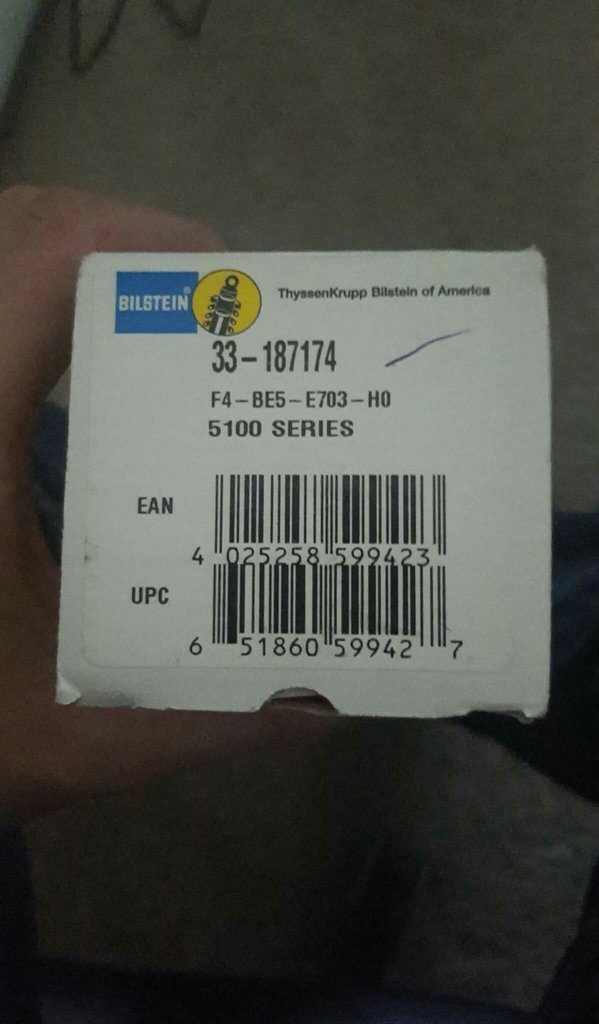 BILSTEIN®
ThyssenKrupp Bilstein of America
33-187174
F4-BE5-E703-H0
5100 SERIES
EAN
4 025258 599423
UPC
6 51860 59942 7